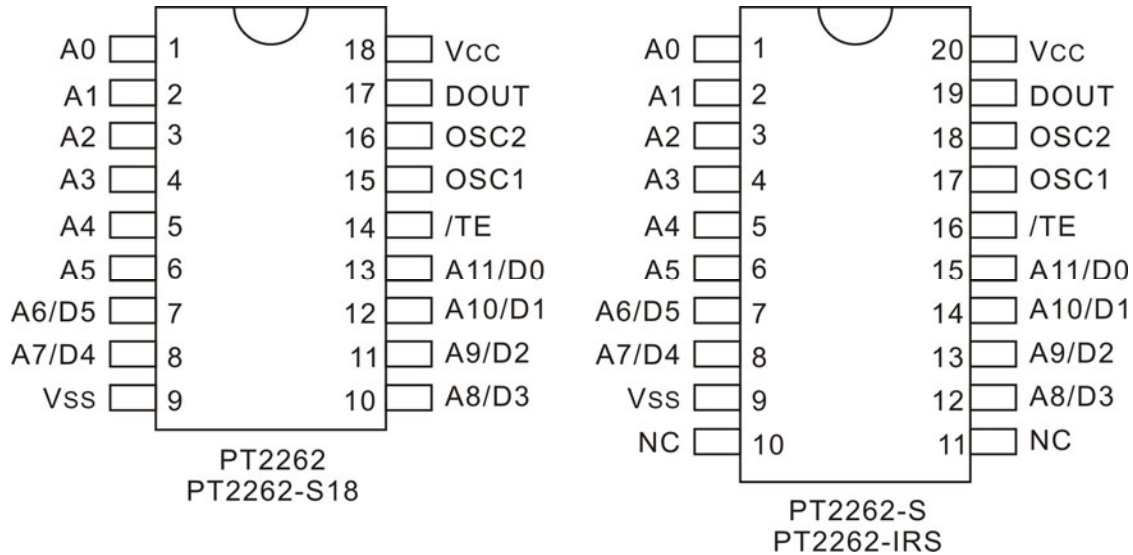 A0 1 18 Vcc
A1 2 17 DOUT
A2 3 16 OSC2
A3 4 15 OSC1
A4 5 14 /TE
A5 6 13 A11/D0
A6/D5 7 12 A10/D1
A7/D4 8 11 A9/D2
Vss 9 10 A8/D3
PT2262
PT2262-S18
A0 1 20 Vcc
A1 2 19 DOUT
A2 3 18 OSC2
A3 4 17 OSC1
A4 5 16 /TE
A5 6 15 A11/D0
A6/D5 7 14 A10/D1
A7/D4 8 13 A9/D2
Vss 9 12 A8/D3
NC 10 11 NC
PT2262-S
PT2262-IRS